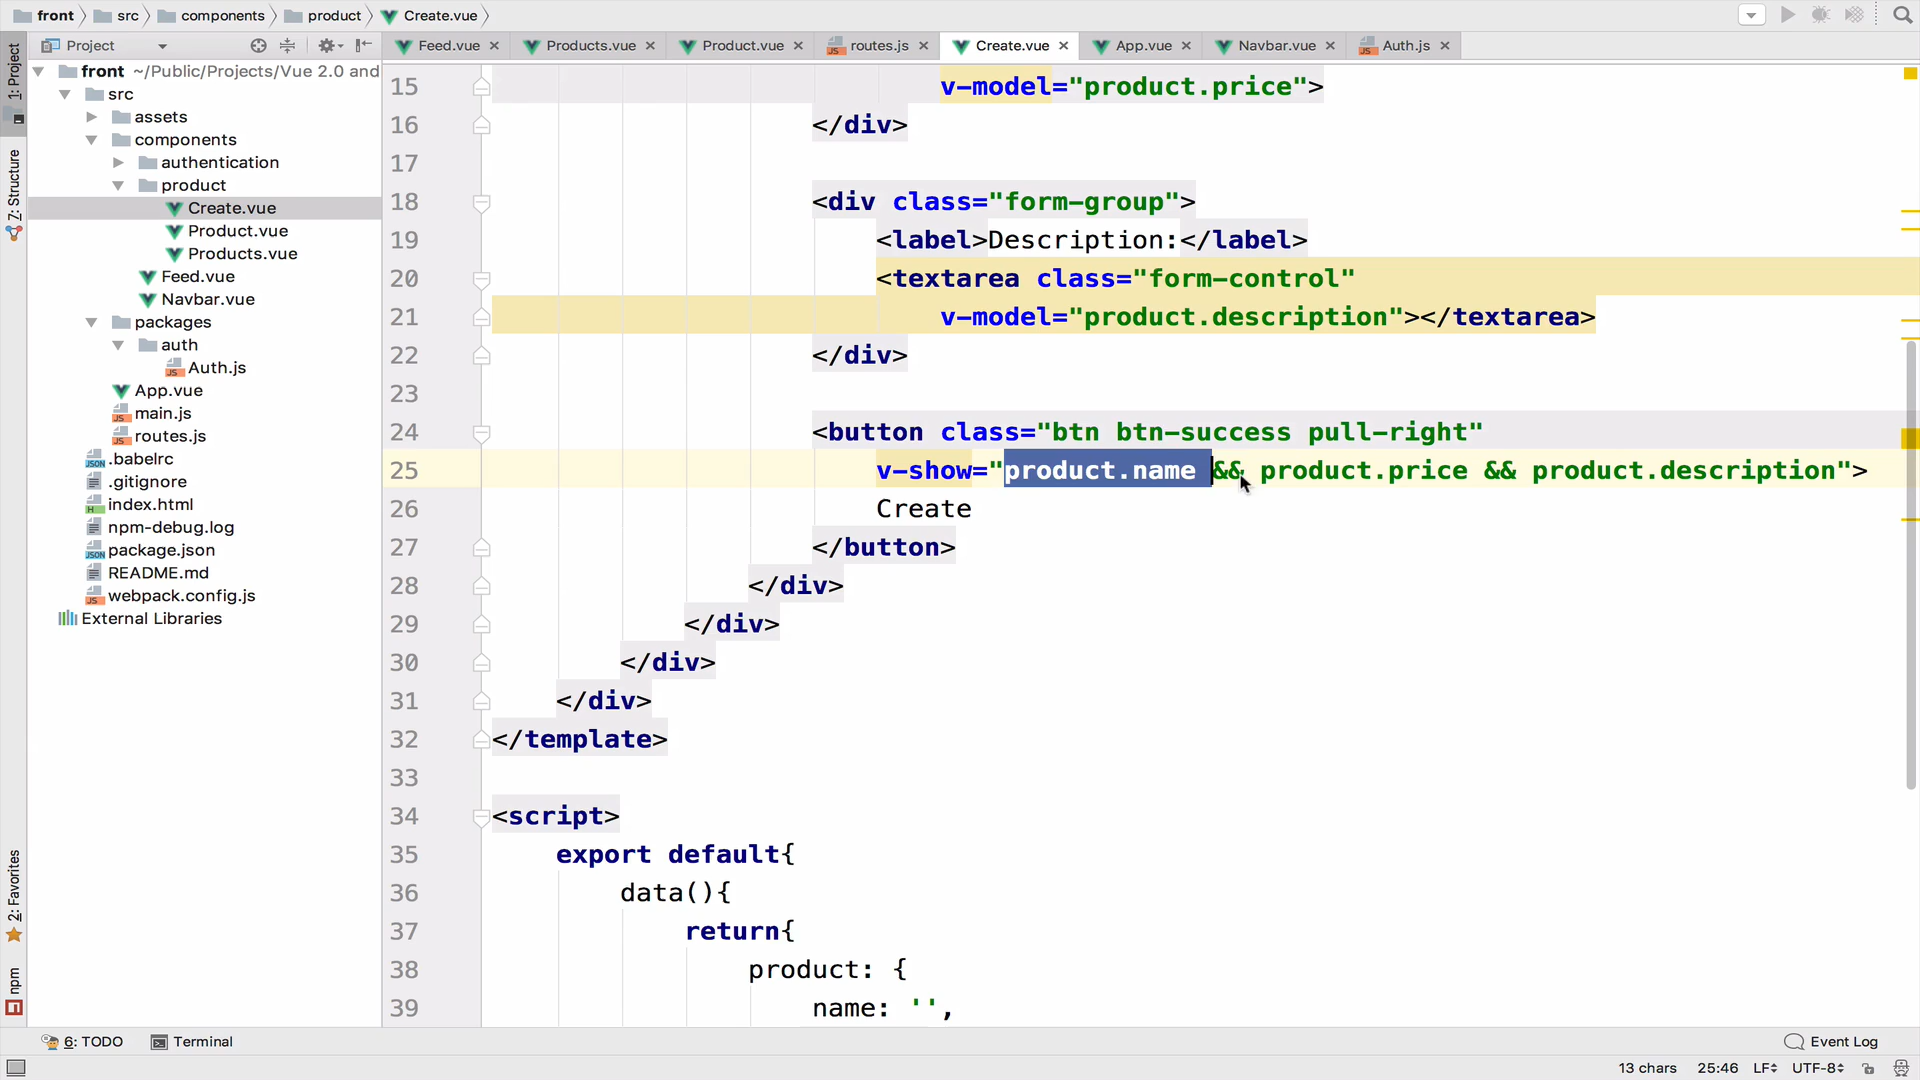 front src components product Create.vue
Project
Feed.vue Products.vue Product.vue routes.js Create.vue App.vue Navbar.vue Auth.js
1: Project
7: Structure
2: Favorites
npm
front ~/Public/Projects/Vue 2.0 and
src
assets
components
authentication
product
Create.vue
Product.vue
Products.vue
Feed.vue
Navbar.vue
packages
auth
Auth.js
App.vue
main.js
routes.js
.babelrc
.gitignore
index.html
npm-debug.log
package.json
README.md
webpack.config.js
External Libraries
15 v-model="product.price">
16 </div>
17
18 <div class="form-group">
19 <label>Description:</label>
20 <textarea class="form-control"
21 v-model="product.description"></textarea>
22 </div>
23
24 <button class="btn btn-success pull-right"
25 v-show="product.name && product.price && product.description">
26 Create
27 </button>
28 </div>
29 </div>
30 </div>
31 </div>
32 </template>
33
34 <script>
35 export default{
36 data(){
37 return{
38 product: {
39 name: '',
6: TODO Terminal Event Log
13 chars 25:46 LF UTF-8